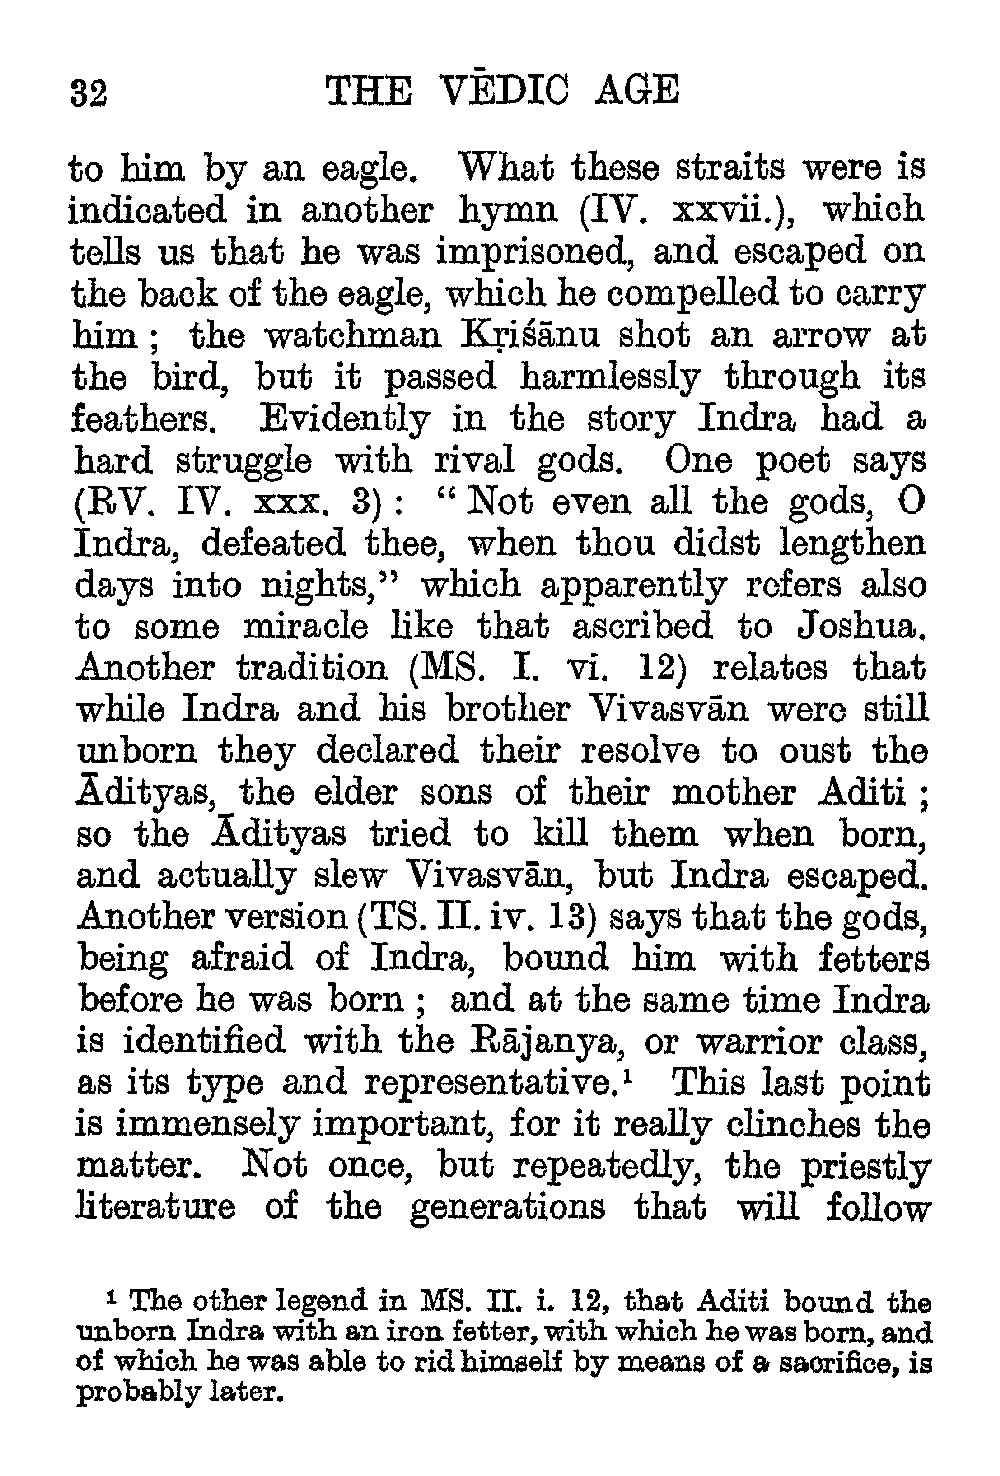 32 THE VĒDIC AGE
to him by an eagle. What these straits were is
indicated in another hymn (IV. xxvii.), which
tells us that he was imprisoned, and escaped on
the back of the eagle, which he compelled to carry
him ; the watchman Kṛiśānu shot an arrow at
the bird, but it passed harmlessly through its
feathers. Evidently in the story Indra had a
hard struggle with rival gods. One poet says
(RV. IV. xxx. 3) : “ Not even all the gods, O
Indra, defeated thee, when thou didst lengthen
days into nights,” which apparently refers also
to some miracle like that ascribed to Joshua.
Another tradition (MS. I. vi. 12) relates that
while Indra and his brother Vivasvān were still
unborn they declared their resolve to oust the
Ādityas, the elder sons of their mother Aditi ;
so the Ādityas tried to kill them when born,
and actually slew Vivasvān, but Indra escaped.
Another version (TS. II. iv. 13) says that the gods,
being afraid of Indra, bound him with fetters
before he was born ; and at the same time Indra
is identified with the Rājanya, or warrior class,
as its type and representative.¹ This last point
is immensely important, for it really clinches the
matter. Not once, but repeatedly, the priestly
literature of the generations that will follow
¹ The other legend in MS. II. i. 12, that Aditi bound the
unborn Indra with an iron fetter, with which he was born, and
of which he was able to rid himself by means of a sacrifice, is
probably later.